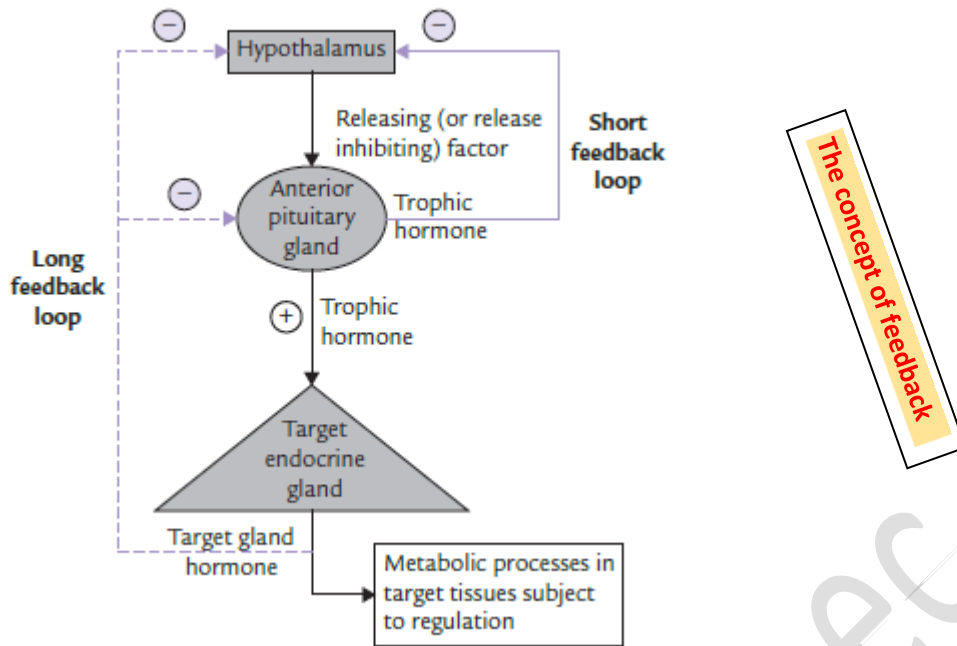 −
−
Hypothalamus
Releasing (or release
inhibiting) factor
Short
feedback
loop
−
Anterior
pituitary
gland
Trophic
hormone
Long
feedback
loop
+
Trophic
hormone
Target
endocrine
gland
Target gland
hormone
Metabolic processes in
target tissues subject
to regulation
The concept of feedback